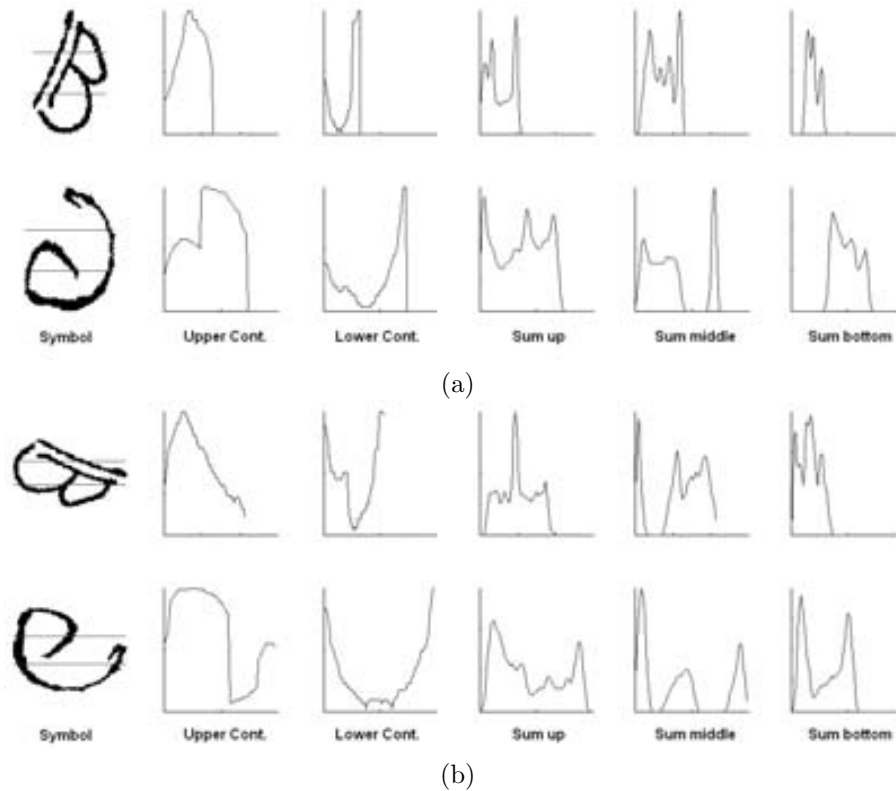 Symbol Upper Cont. Lower Cont. Sum up Sum middle Sum bottom
(a)
Symbol Upper Cont. Lower Cont. Sum up Sum middle Sum bottom
(b)